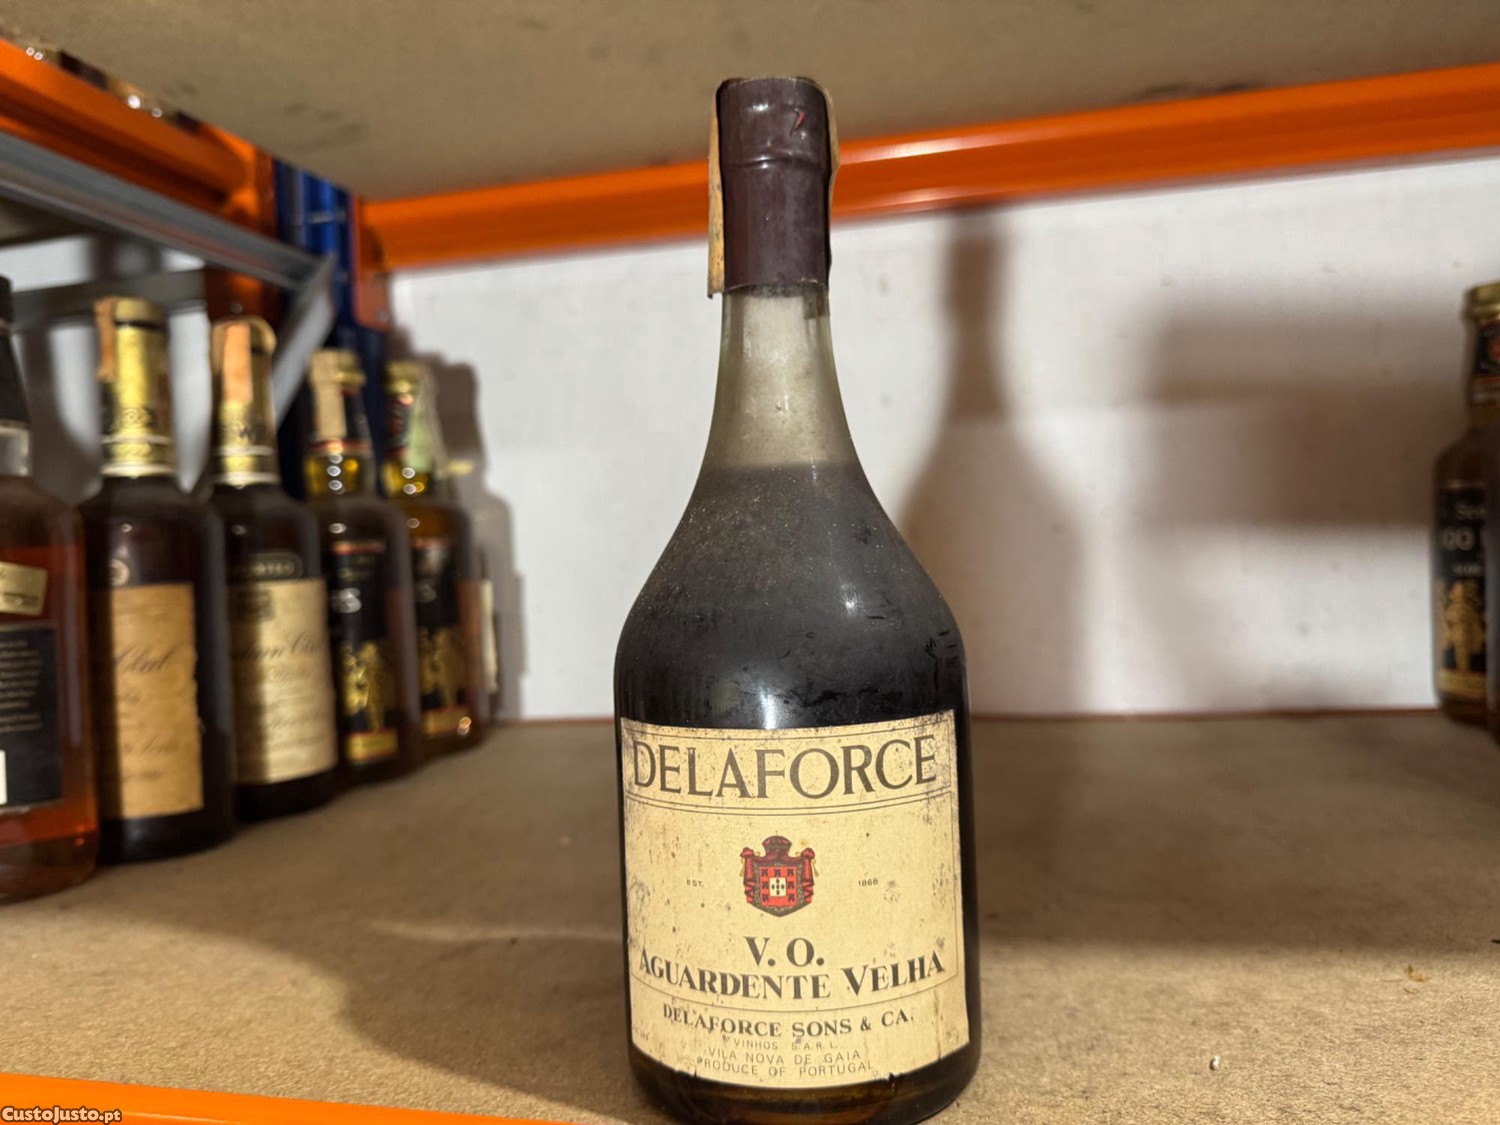 DELAFORCE
EST. 1868
V. O.
AGUARDENTE VELHA
DELAFORCE SONS & CA.
VINHOS S.A.R.L.
VILA NOVA DE GAIA
PRODUCE OF PORTUGAL
CustoJusto.pt